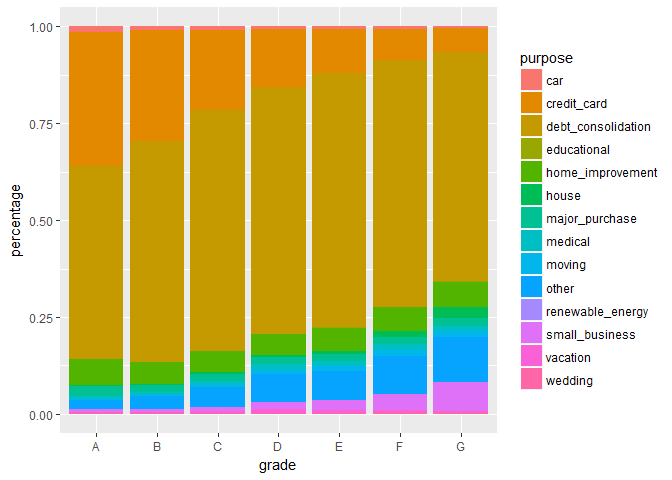 1.00
0.75
0.50
0.25
0.00
percentage
A B C D E F G
grade
purpose
car
credit_card
debt_consolidation
educational
home_improvement
house
major_purchase
medical
moving
other
renewable_energy
small_business
vacation
wedding